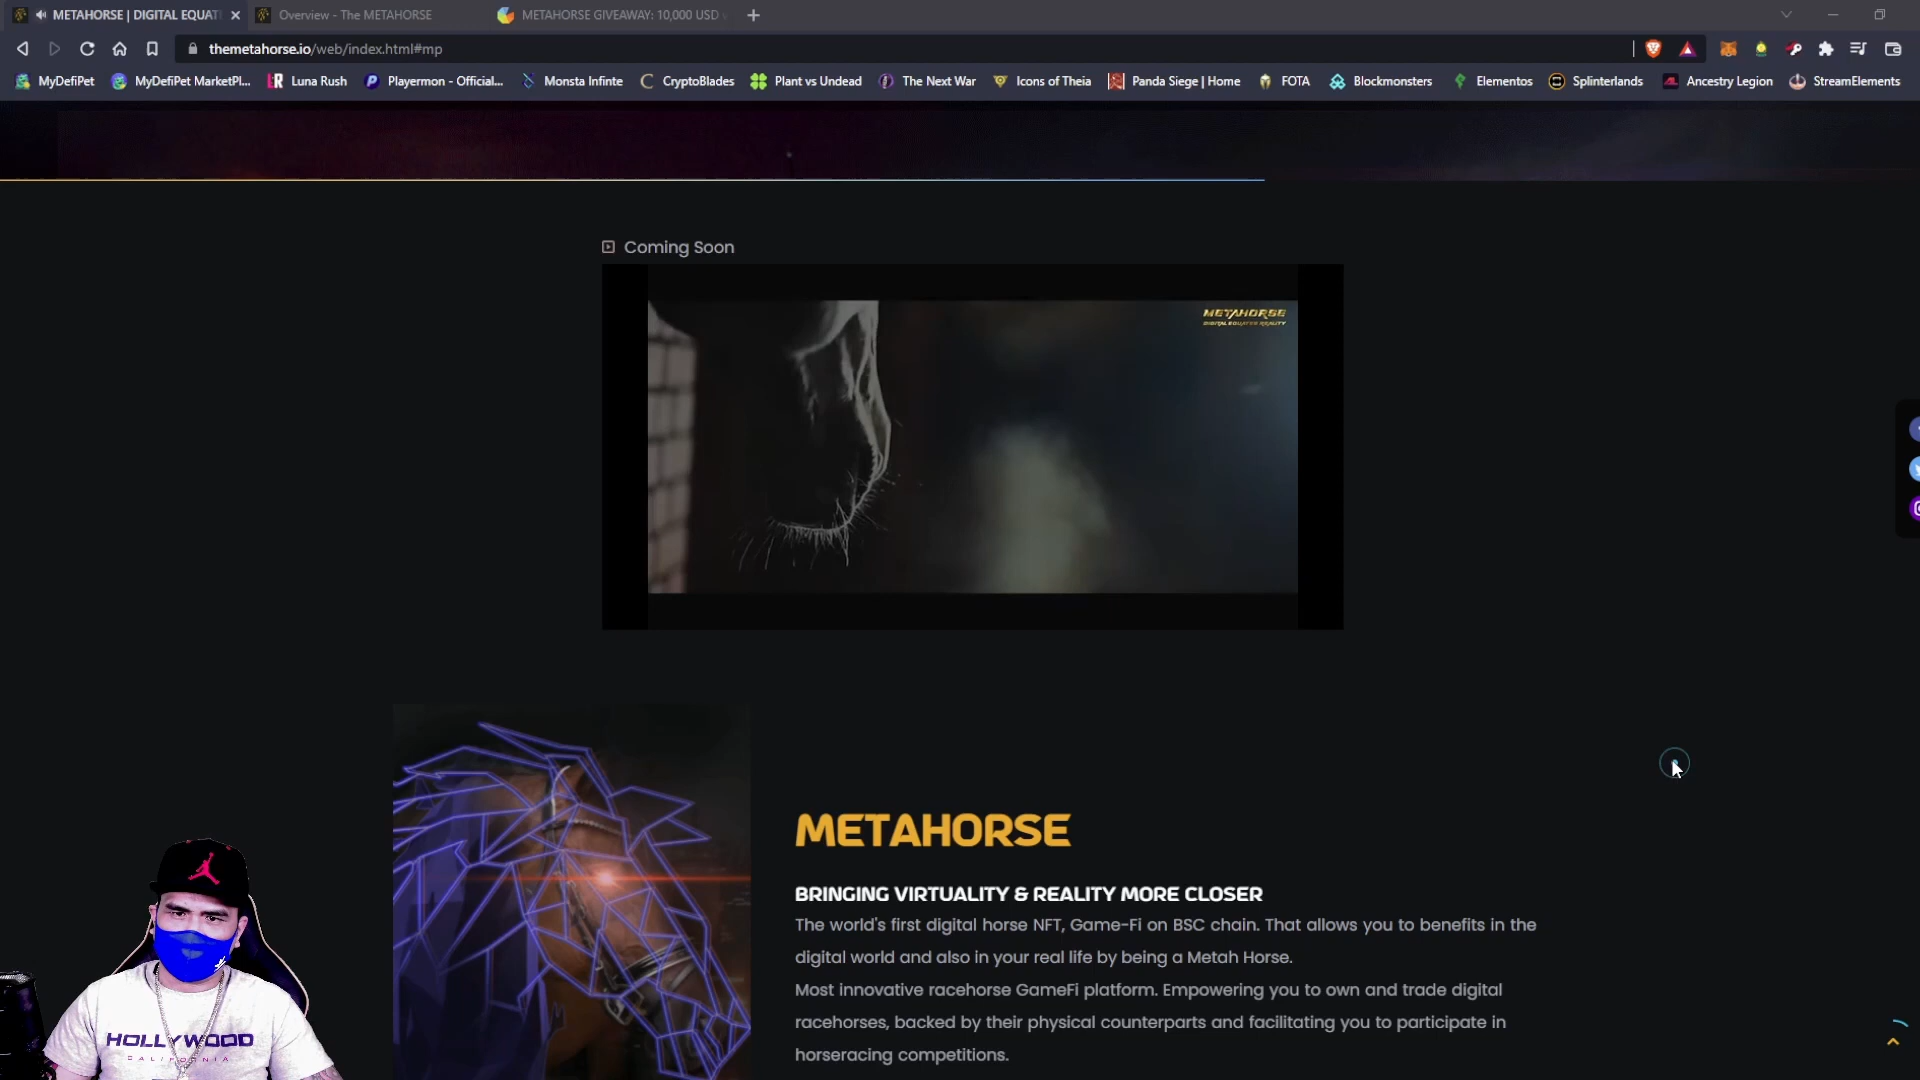 METAHORSE | DIGITAL EQUAT
Overview - The METAHORSE
METAHORSE GIVEAWAY: 10,000 USD
themetahorse.io/web/index.html#mp
MyDefiPet
MyDefiPet MarketPl...
Luna Rush
Playermon - Official...
Monsta Infinte
CryptoBlades
Plant vs Undead
The Next War
Icons of Theia
Panda Siege | Home
FOTA
Blockmonsters
Elementos
Splinterlands
Ancestry Legion
StreamElements
Coming Soon
METAHORSE
DIGITAL EQUATED REALITY
METAHORSE
BRINGING VIRTUALITY & REALITY MORE CLOSER
The world's first digital horse NFT, Game-Fi on BSC chain. That allows you to benefits in the
digital world and also in your real life by being a Metah Horse.
Most innovative racehorse GameFi platform. Empowering you to own and trade digital
racehorses, backed by their physical counterparts and facilitating you to participate in
horseracing competitions.
HOLLYWOOD
CALIFORNIA